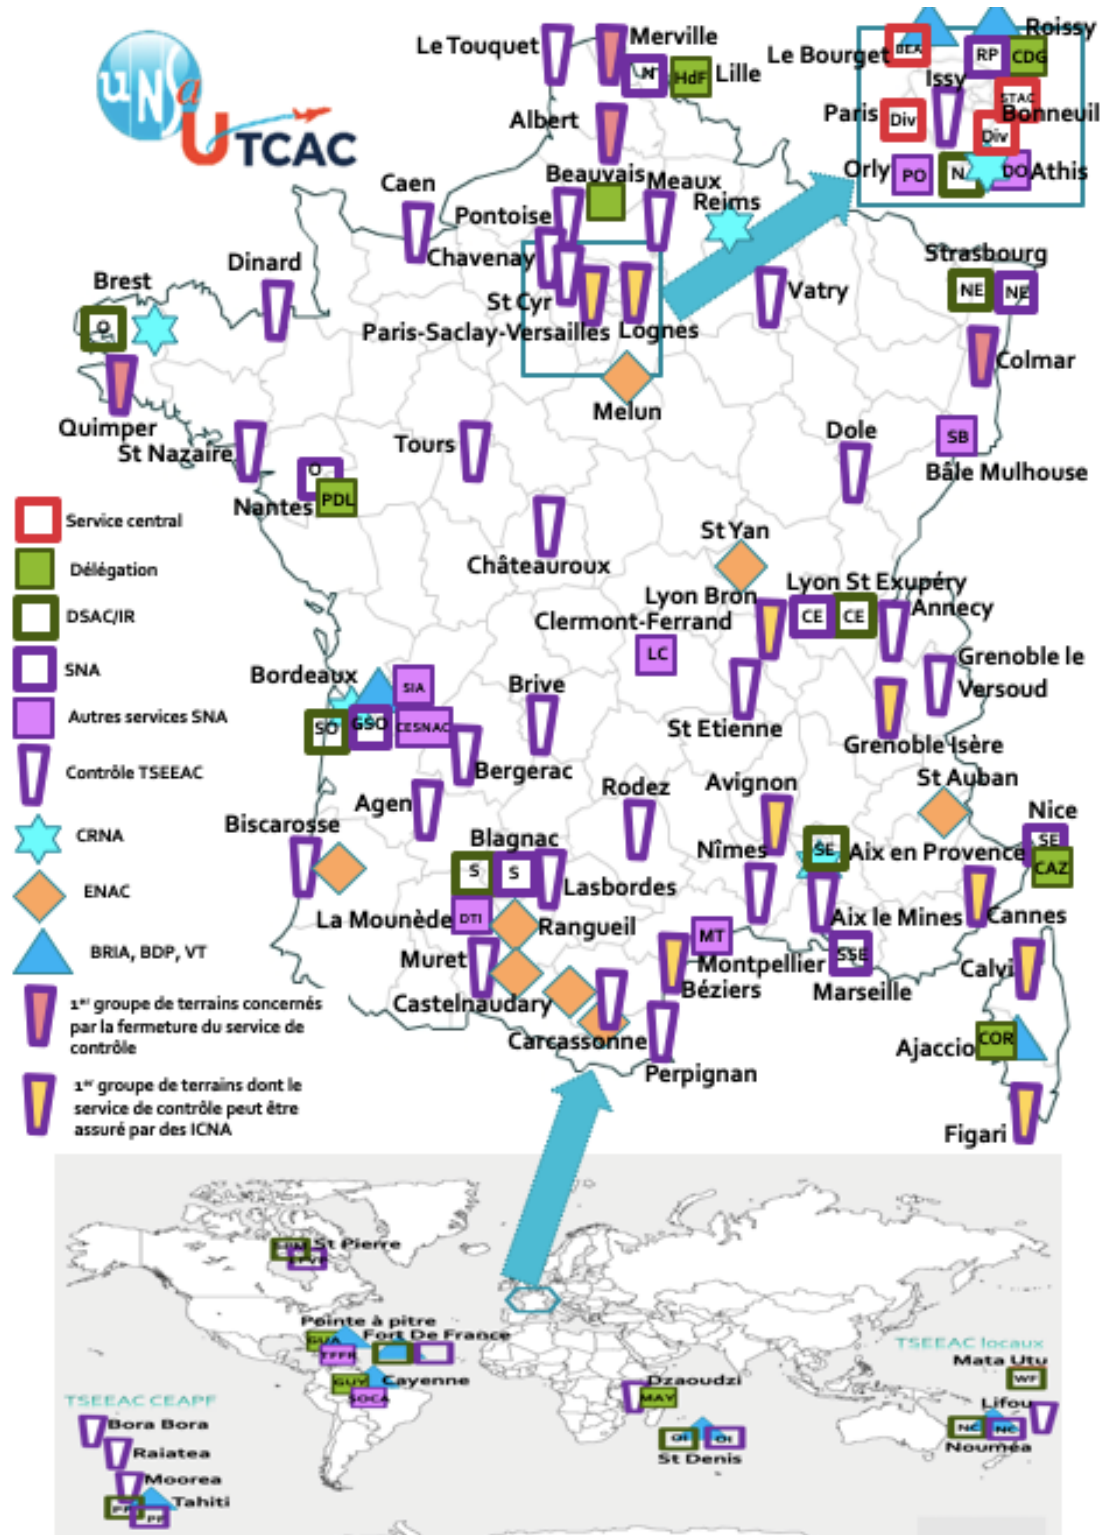 uNSa
UTCAC
Le Touquet
Merville
N
HdF
Lille
Albert
Beauvais
Meaux
Reims
Caen
Pontoise
Chavenay
St Cyr
Paris-Saclay-Versailles
Lognes
Melun
Vatry
Roissy
Le Bourget
BEA
RP
CDG
Issy
STAC
Paris
Div
Bonneuil
Div
Orly
PO
DO
Athis
Strasbourg
NE
NE
Colmar
SB
Bâle Mulhouse
Dinard
Brest
O
Quimper
St Nazaire
O
Nantes
PDL
Tours
Châteauroux
Dole
St Yan
Lyon St Exupéry
Lyon Bron
CE
CE
Annecy
Clermont-Ferrand
LC
Grenoble le
Versoud
St Etienne
Grenoble Isère
Service central
Délégation
DSAC/IR
SNA
Autres services SNA
Contrôle TSEEAC
CRNA
ENAC
BRIA, BDP, VT
1er groupe de terrains concernés
par la fermeture du service de
contrôle
1er groupe de terrains dont le
service de contrôle peut être
assuré par des ICNA
Bordeaux
SIA
SO
GSO
CESNAC
Brive
Bergerac
Agen
Biscarosse
Rodez
Avignon
St Auban
Nice
SE
CAZ
Nîmes
SE
Aix en Provence
Blagnac
S
S
Lasbordes
La Mounède
DTI
Rangueil
Muret
Castelnaudary
Carcassonne
MT
Montpellier
Béziers
Perpignan
Aix le Mines
SSE
Marseille
Cannes
Calvi
Ajaccio
COR
Figari
St Pierre
Pointe à pitre
GUA
Fort De France
TFFR
GUY
Cayenne
SOCA
TSEEAC CEAPF
Bora Bora
Raiatea
Moorea
Tahiti
PF
PF
Dzaoudzi
MAY
OI
OI
St Denis
TSEEAC locaux
Mata Utu
WF
Lifou
NC
NC
Nouméa